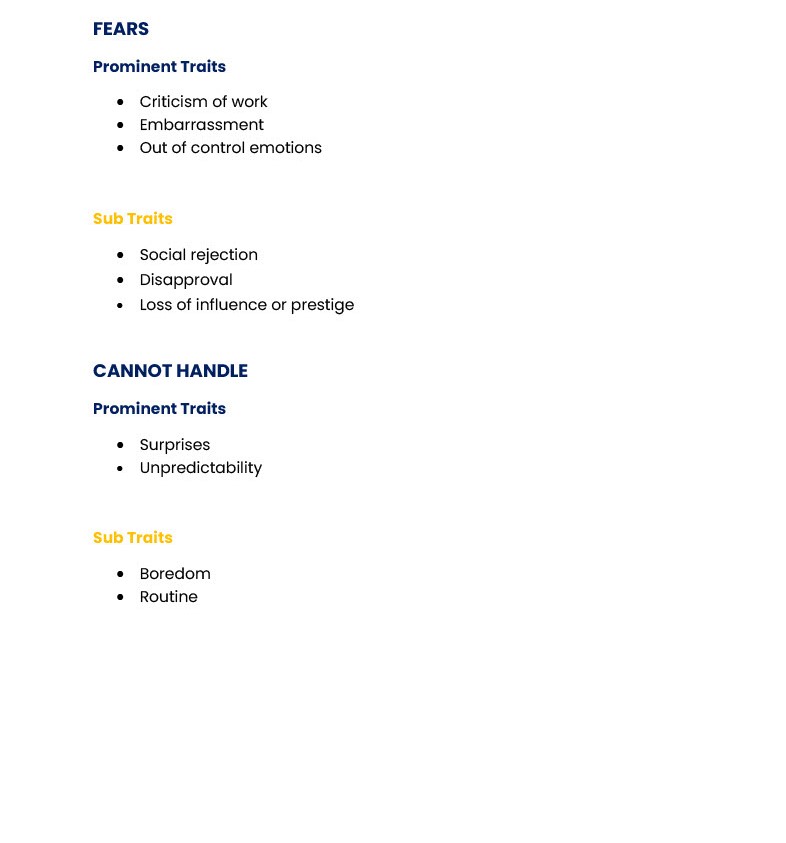 FEARS
Prominent Traits
• Criticism of work
• Embarrassment
• Out of control emotions
Sub Traits
• Social rejection
• Disapproval
• Loss of influence or prestige
CANNOT HANDLE
Prominent Traits
• Surprises
• Unpredictability
Sub Traits
• Boredom
• Routine